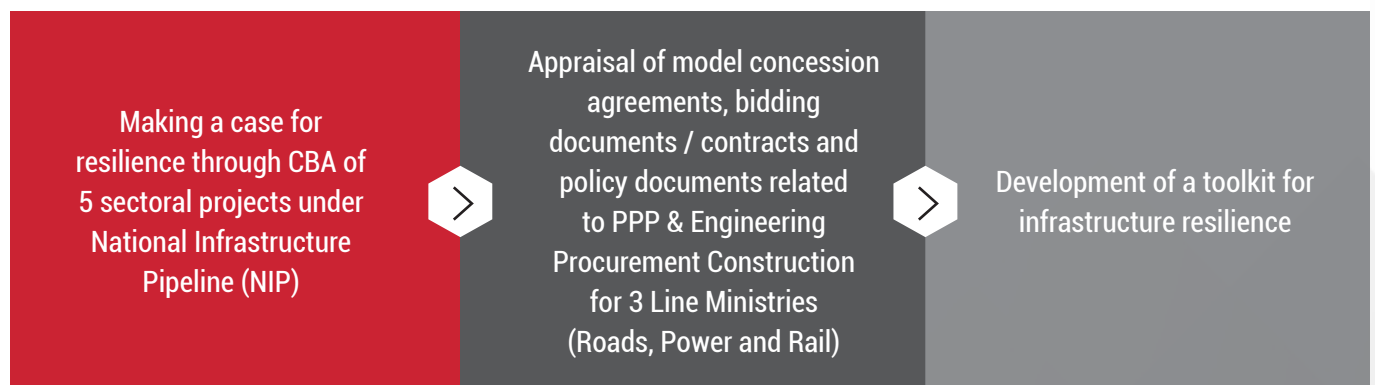 Making a case for
resilience through CBA of
5 sectoral projects under
National Infrastructure
Pipeline (NIP)
Appraisal of model concession
agreements, bidding
documents / contracts and
policy documents related
to PPP & Engineering
Procurement Construction
for 3 Line Ministries
(Roads, Power and Rail)
Development of a toolkit for
infrastructure resilience